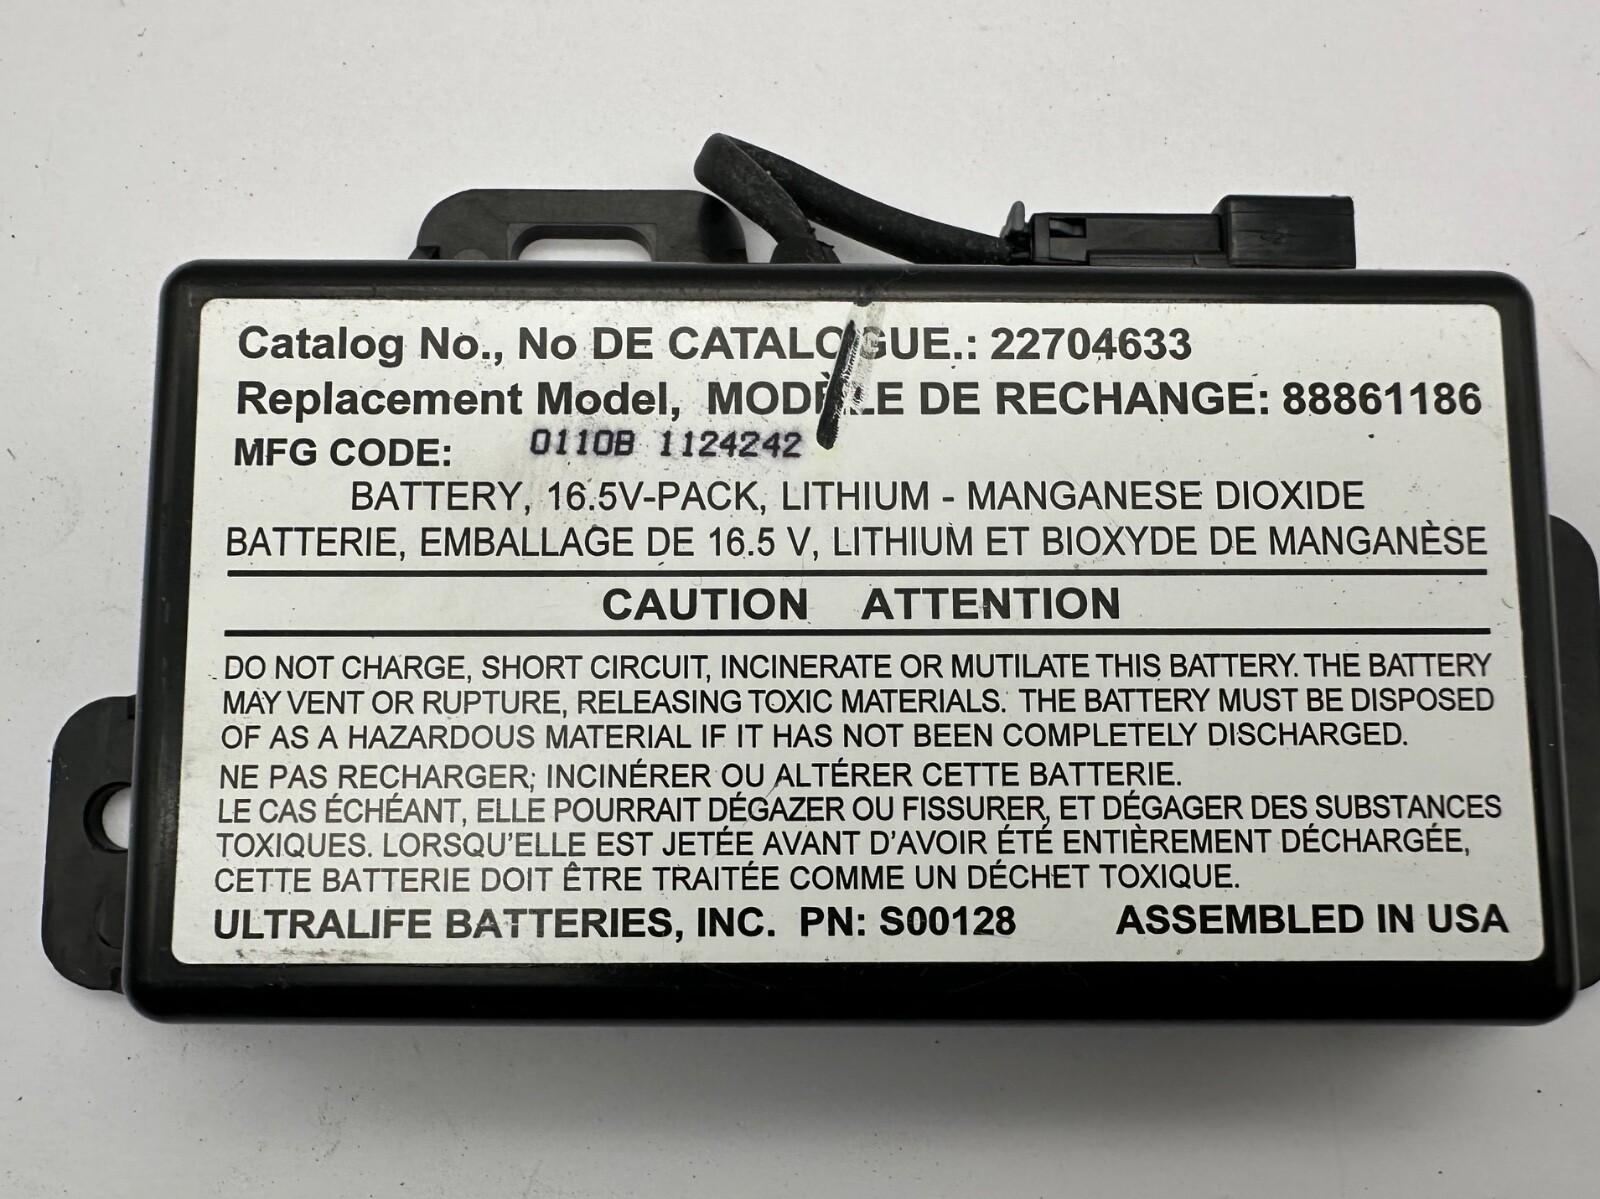 Catalog No., No DE CATALOGUE.: 22704633
Replacement Model, MODÈLE DE RECHANGE: 88861186
MFG CODE: 0110B 1124242
BATTERY, 16.5V-PACK, LITHIUM - MANGANESE DIOXIDE
BATTERIE, EMBALLAGE DE 16.5 V, LITHIUM ET BIOXYDE DE MANGANÈSE
CAUTION ATTENTION
DO NOT CHARGE, SHORT CIRCUIT, INCINERATE OR MUTILATE THIS BATTERY. THE BATTERY
MAY VENT OR RUPTURE, RELEASING TOXIC MATERIALS. THE BATTERY MUST BE DISPOSED
OF AS A HAZARDOUS MATERIAL IF IT HAS NOT BEEN COMPLETELY DISCHARGED.
NE PAS RECHARGER; INCINÉRER OU ALTÉRER CETTE BATTERIE.
LE CAS ÉCHÉANT, ELLE POURRAIT DÉGAZER OU FISSURER, ET DÉGAGER DES SUBSTANCES
TOXIQUES. LORSQU'ELLE EST JETÉE AVANT D'AVOIR ÉTÉ ENTIÈREMENT DÉCHARGÉE,
CETTE BATTERIE DOIT ÊTRE TRAITÉE COMME UN DÉCHET TOXIQUE.
ULTRALIFE BATTERIES, INC. PN: S00128 ASSEMBLED IN USA